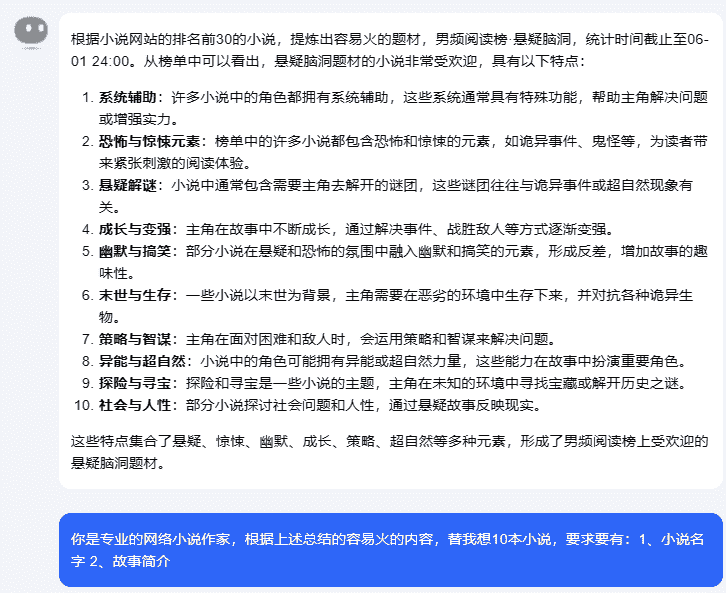 根据小说网站的排名前30的小说，提炼出容易火的题材，男频阅读榜·悬疑脑洞，统计时间截止至06-
01 24:00。从榜单中可以看出，悬疑脑洞题材的小说非常受欢迎，具有以下特点：
1. 系统辅助：许多小说中的角色都拥有系统辅助，这些系统通常具有特殊功能，帮助主角解决问题
或增强实力。
2. 恐怖与惊悚元素：榜单中的许多小说都包含恐怖和惊悚的元素，如诡异事件、鬼怪等，为读者带
来紧张刺激的阅读体验。
3. 悬疑解谜：小说中通常包含需要主角去解开的谜团，这些谜团往往与诡异事件或超自然现象有
关。
4. 成长与变强：主角在故事中不断成长，通过解决事件、战胜敌人等方式逐渐变强。
5. 幽默与搞笑：部分小说在悬疑和恐怖的氛围中融入幽默和搞笑的元素，形成反差，增加故事的趣
味性。
6. 末世与生存：一些小说以末世为背景，主角需要在恶劣的环境中生存下来，并对抗各种诡异生
物。
7. 策略与智谋：主角在面对困难和敌人时，会运用策略和智谋来解决问题。
8. 异能与超自然：小说中的角色可能拥有异能或超自然力量，这些能力在故事中扮演重要角色。
9. 探险与寻宝：探险和寻宝是一些小说的主题，主角在未知的环境中寻找宝藏或解开历史之谜。
10. 社会与人性：部分小说探讨社会问题和人性，通过悬疑故事反映现实。
这些特点集合了悬疑、惊悚、幽默、成长、策略、超自然等多种元素，形成了男频阅读榜上受欢迎的
悬疑脑洞题材。
你是专业的网络小说作家，根据上述总结的容易火的内容，替我想10本小说，要求要有：1、小说名
字 2、故事简介